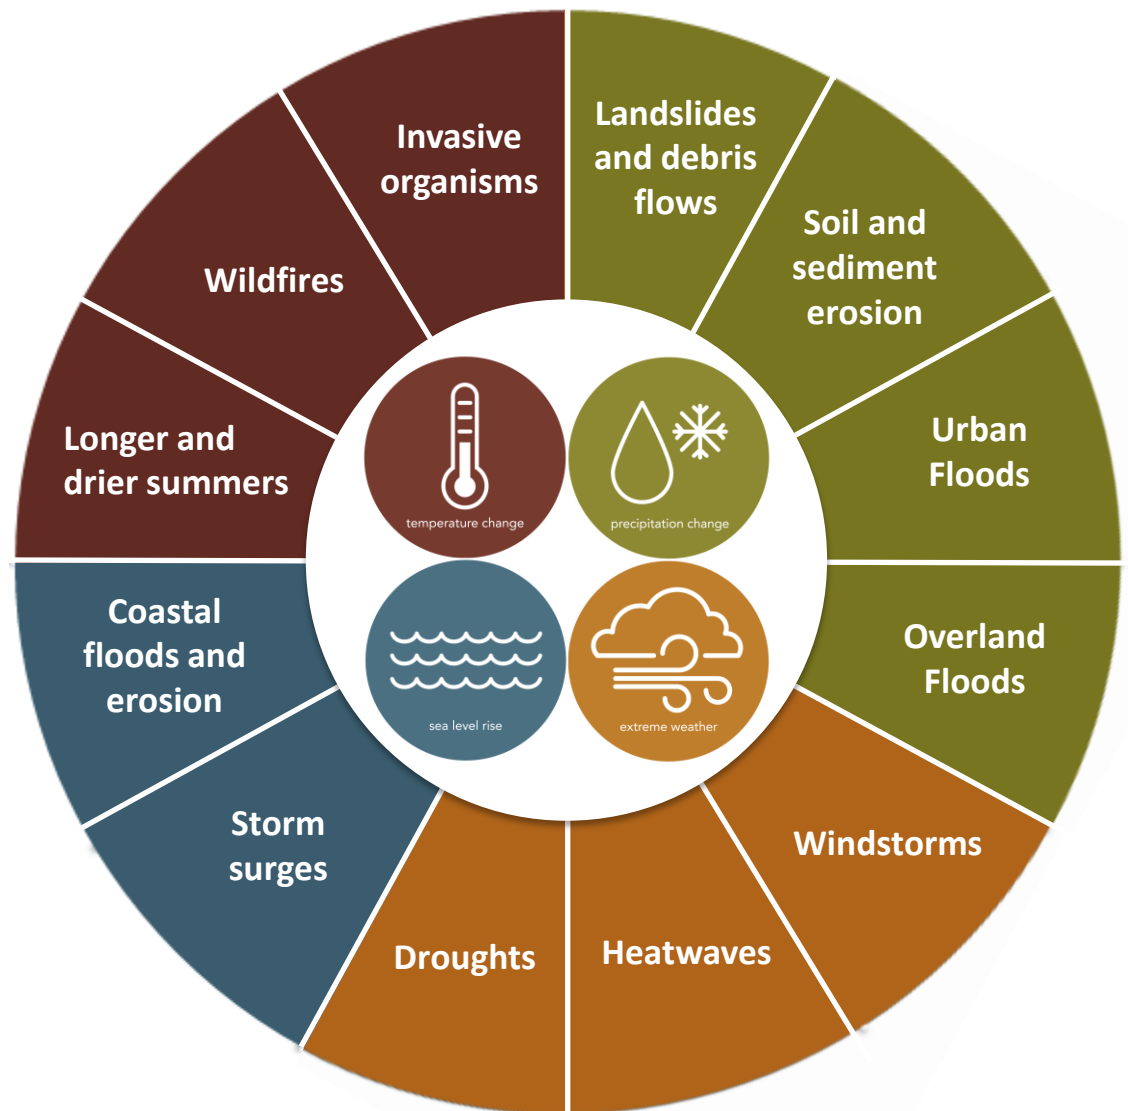 Invasive
organisms
Landslides
and debris
flows
Soil and
sediment
erosion
Urban
Floods
Overland
Floods
Windstorms
Heatwaves
Droughts
Storm
surges
Coastal
floods and
erosion
Longer and
drier summers
Wildfires
temperature change
precipitation change
sea level rise
extreme weather